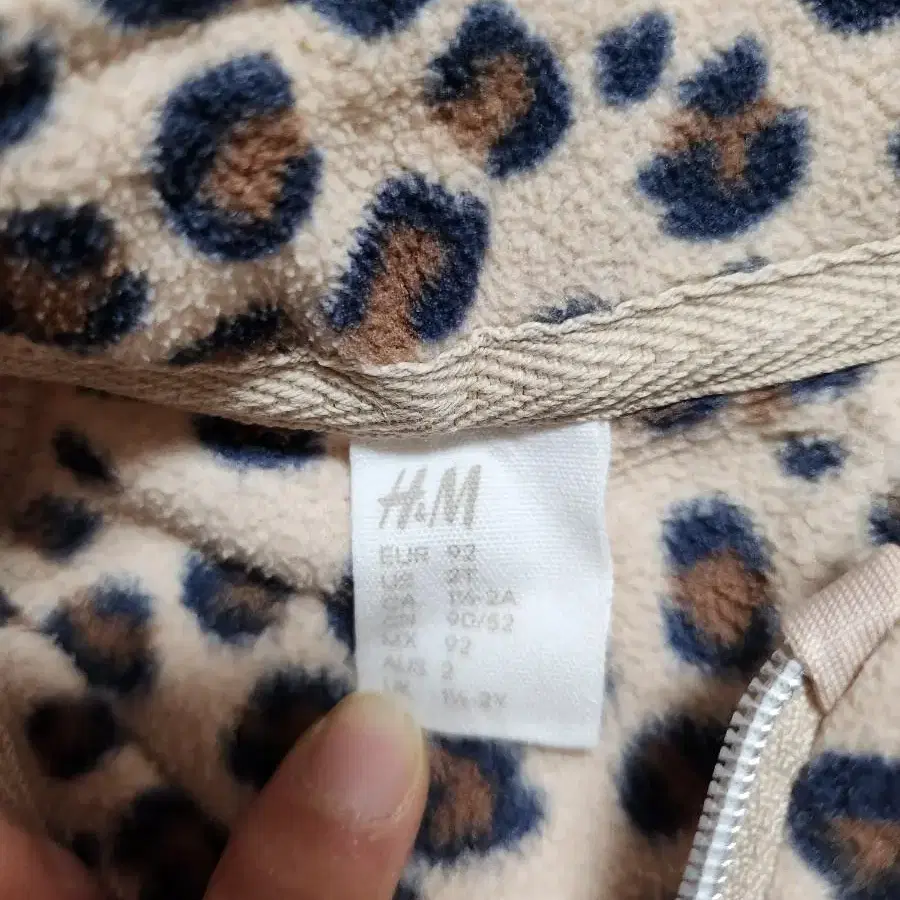 H&M
EUR 92
US 2T
CA 1½-2A
CN 90/52
MX 92
AUS 2
UK 1½-2Y